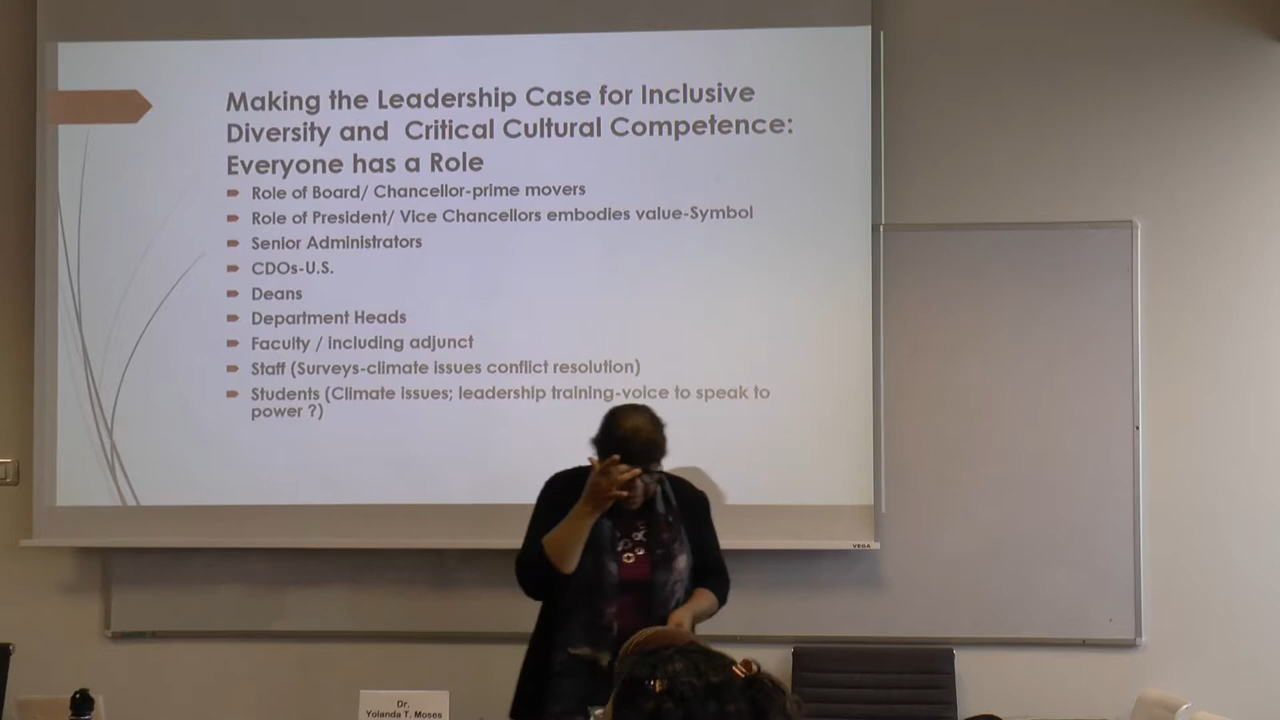 Making the Leadership Case for Inclusive
Diversity and Critical Cultural Competence:
Everyone has a Role
Role of Board/ Chancellor-prime movers
Role of President/ Vice Chancellors embodies value-Symbol
Senior Administrators
CDOs-U.S.
Deans
Department Heads
Faculty / including adjunct
Staff (Surveys-climate issues conflict resolution)
Students (Climate issues; leadership training-voice to speak to
power ?)
VEGA
Dr.
Yolanda T. Moses